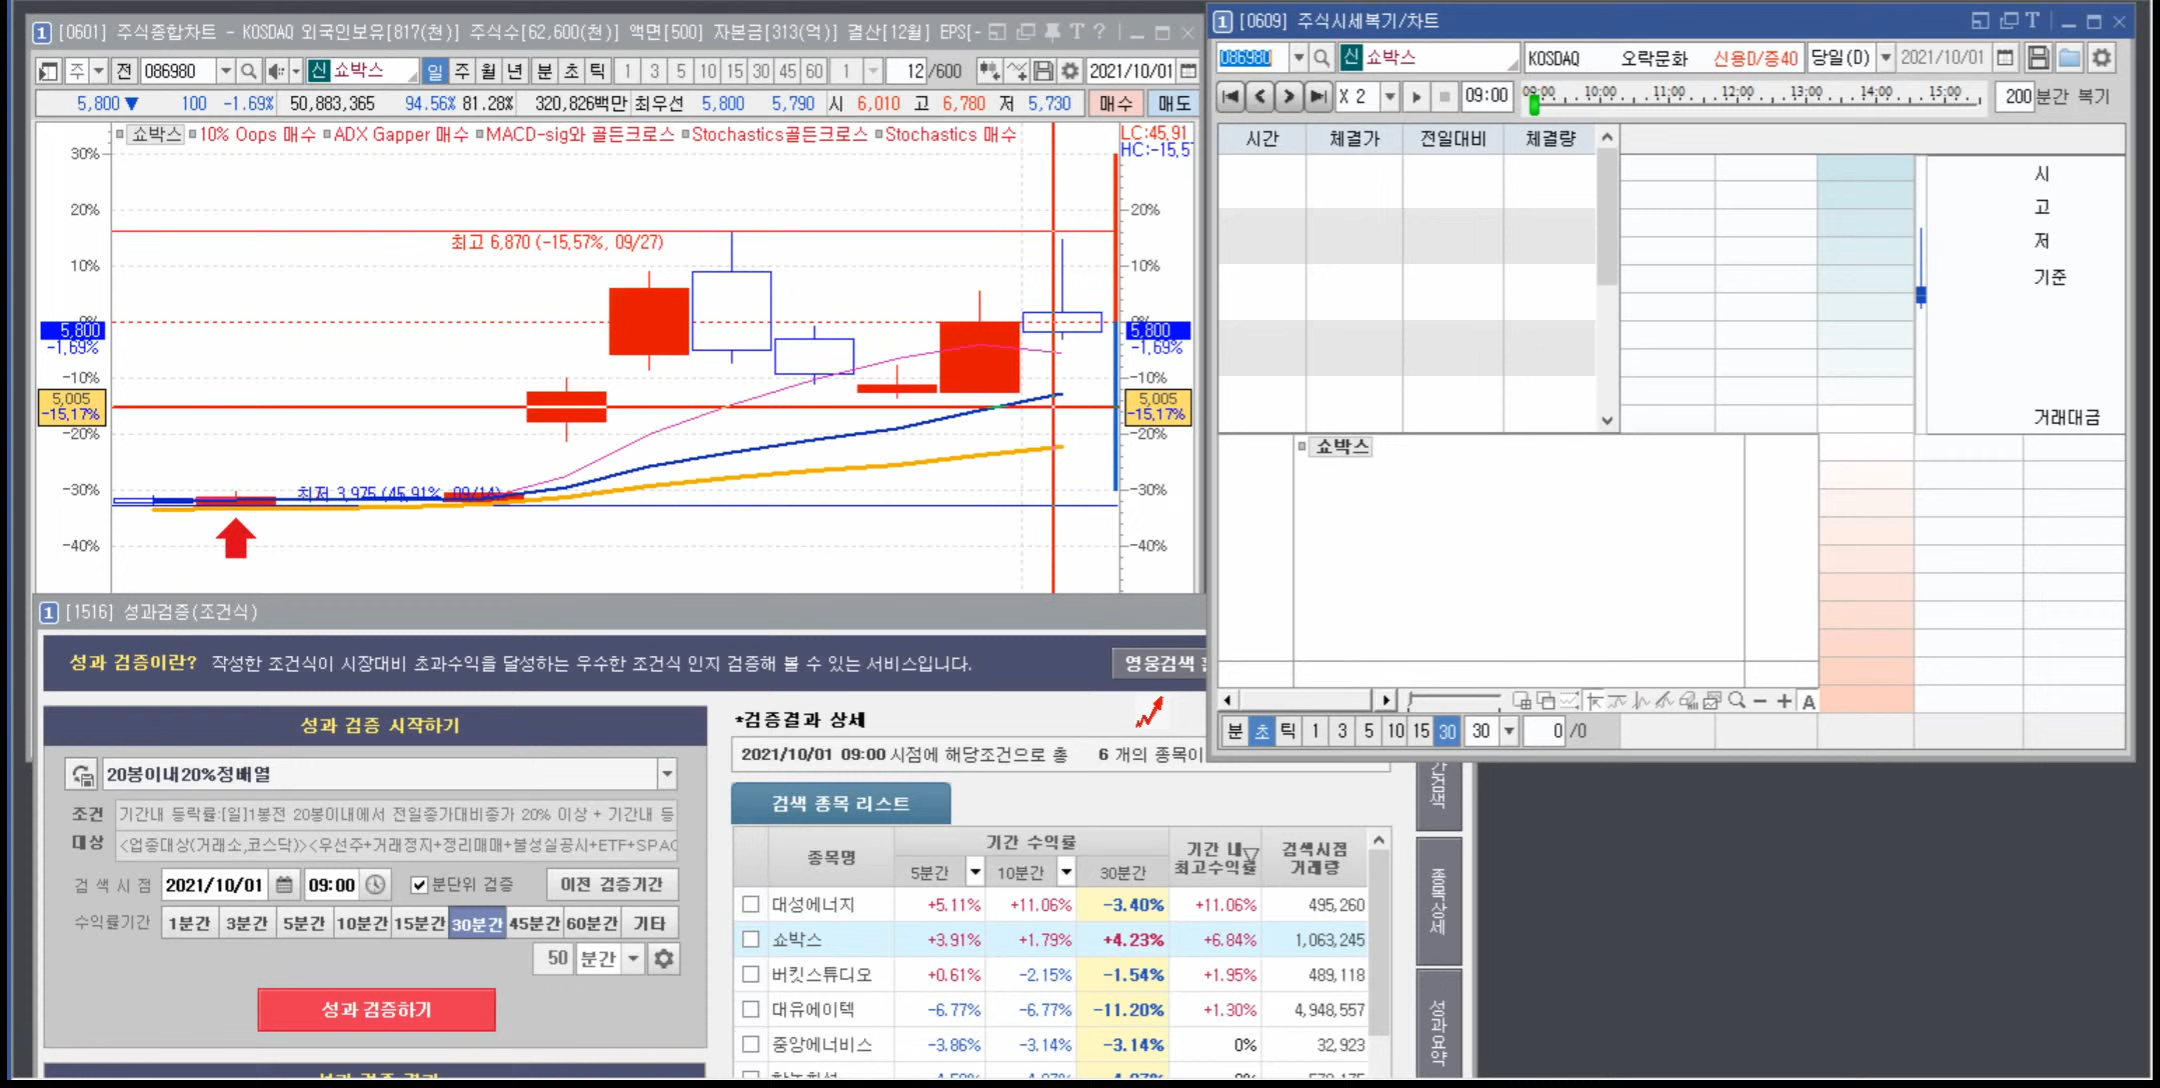 1 [0601] 주식종합차트 - KOSDAQ 외국인보유[817(천)] 주식수[62,600(천)] 액면[500] 자본금[313(억)] 결산[12월] EPS[-
주 전 086980 신 쇼박스 일 주 월 년 분 초 틱 1 3 5 10 15 30 45 60 1 12 /600 2021/10/01
5,800 ▼ 100 -1.69% 50,883,365 94.56% 81.28% 320,826백만 최우선 5,800 5,790 시 6,010 고 6,780 저 5,730 매수 매도
쇼박스 10% Oops 매수 ADX Gapper 매수 MACD-sig와 골든크로스 Stochastics골든크로스 Stochastics 매수
LC:45,91
HC:-15,5
30%
20% 20%
최고 6,870 (-15,57%, 09/27)
10% 10%
0% 0%
5,800 5,800
-1,69% -1,69%
-10% -10%
5,005 5,005
-15,17% -15,17%
-20% -20%
-30% 최저 3,975 (45,91%, 09/14) -30%
-40% -40%
1 [0609] 주식시세복기/차트
086980 신 쇼박스 KOSDAQ 오락문화 신용D/증40 당일(D) 2021/10/01
X 2 09:00 09:00 10:00 11:00 12:00 13:00 14:00 15:00 200 분간 복기
시간 체결가 전일대비 체결량
시
고
저
기준
거래대금
쇼박스
A
분 초 틱 1 3 5 10 15 30 30 0 /0
1 [1516] 성과검증(조건식)
성과 검증이란? 작성한 조건식이 시장대비 초과수익을 달성하는 우수한 조건식 인지 검증해 볼 수 있는 서비스입니다. 영웅검색
성과 검증 시작하기
20봉이내20%정배열
조건 기간내 등락률:[일]1봉전 20봉이내에서 전일종가대비종가 20% 이상 + 기간내 등
대상 <업종대상(거래소,코스닥)><우선주+거래정지+정리매매+불성실공시+ETF+SPAC
검색시점 2021/10/01 09:00 분단위 검증 이전 검증기간
수익률기간 1분간 3분간 5분간 10분간 15분간 30분간 45분간 60분간 기타
50 분간
성과 검증하기
*검증결과 상세
2021/10/01 09:00 시점에 해당조건으로 총 6 개의 종목이
검색 종목 리스트
종목명 기간 수익률 기간 내 최고수익률 검색시점 거래량
5분간 10분간 30분간
대성에너지 +5.11% +11.06% -3.40% +11.06% 495,260
쇼박스 +3.91% +1.79% +4.23% +6.84% 1,063,245
버킷스튜디오 +0.61% -2.15% -1.54% +1.95% 489,118
대유에이텍 -6.77% -6.77% -11.20% +1.30% 4,948,557
중앙에너비스 -3.86% -3.14% -3.14% 0% 32,923
간검색
종목상세
성과요약